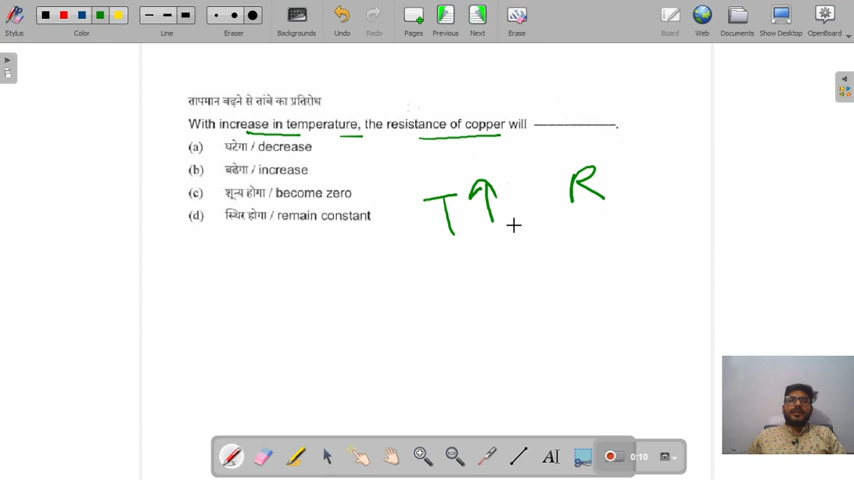 Stylus
Color
Line
Eraser
Backgrounds
Undo
Redo
Pages
Previous
Next
Erase
Board
Web
Documents
Show Desktop
OpenBoard
तापमान बढ़ने से तांबे का प्रतिरोध
With increase in temperature, the resistance of copper will ____________.
(a) घटेगा / decrease
(b) बढेगा / increase
(c) शून्य होगा / become zero
(d) स्थिर होगा / remain constant
T↑ R
0:10